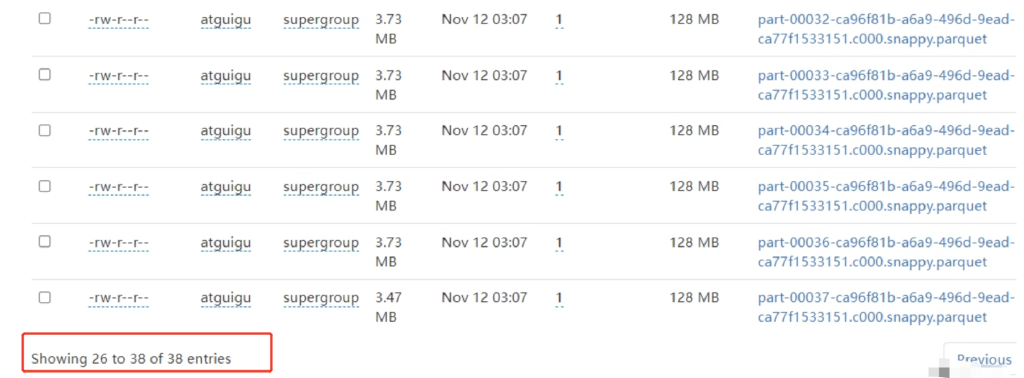 -rw-r--r-- atguigu supergroup 3.73 Nov 12 03:07 1 128 MB part-00032-ca96f81b-a6a9-496d-9ead-
MB ca77f1533151.c000.snappy.parquet
-rw-r--r-- atguigu supergroup 3.73 Nov 12 03:07 1 128 MB part-00033-ca96f81b-a6a9-496d-9ead-
MB ca77f1533151.c000.snappy.parquet
-rw-r--r-- atguigu supergroup 3.73 Nov 12 03:07 1 128 MB part-00034-ca96f81b-a6a9-496d-9ead-
MB ca77f1533151.c000.snappy.parquet
-rw-r--r-- atguigu supergroup 3.73 Nov 12 03:07 1 128 MB part-00035-ca96f81b-a6a9-496d-9ead-
MB ca77f1533151.c000.snappy.parquet
-rw-r--r-- atguigu supergroup 3.73 Nov 12 03:07 1 128 MB part-00036-ca96f81b-a6a9-496d-9ead-
MB ca77f1533151.c000.snappy.parquet
-rw-r--r-- atguigu supergroup 3.47 Nov 12 03:07 1 128 MB part-00037-ca96f81b-a6a9-496d-9ead-
MB ca77f1533151.c000.snappy.parquet
Showing 26 to 38 of 38 entries Previous